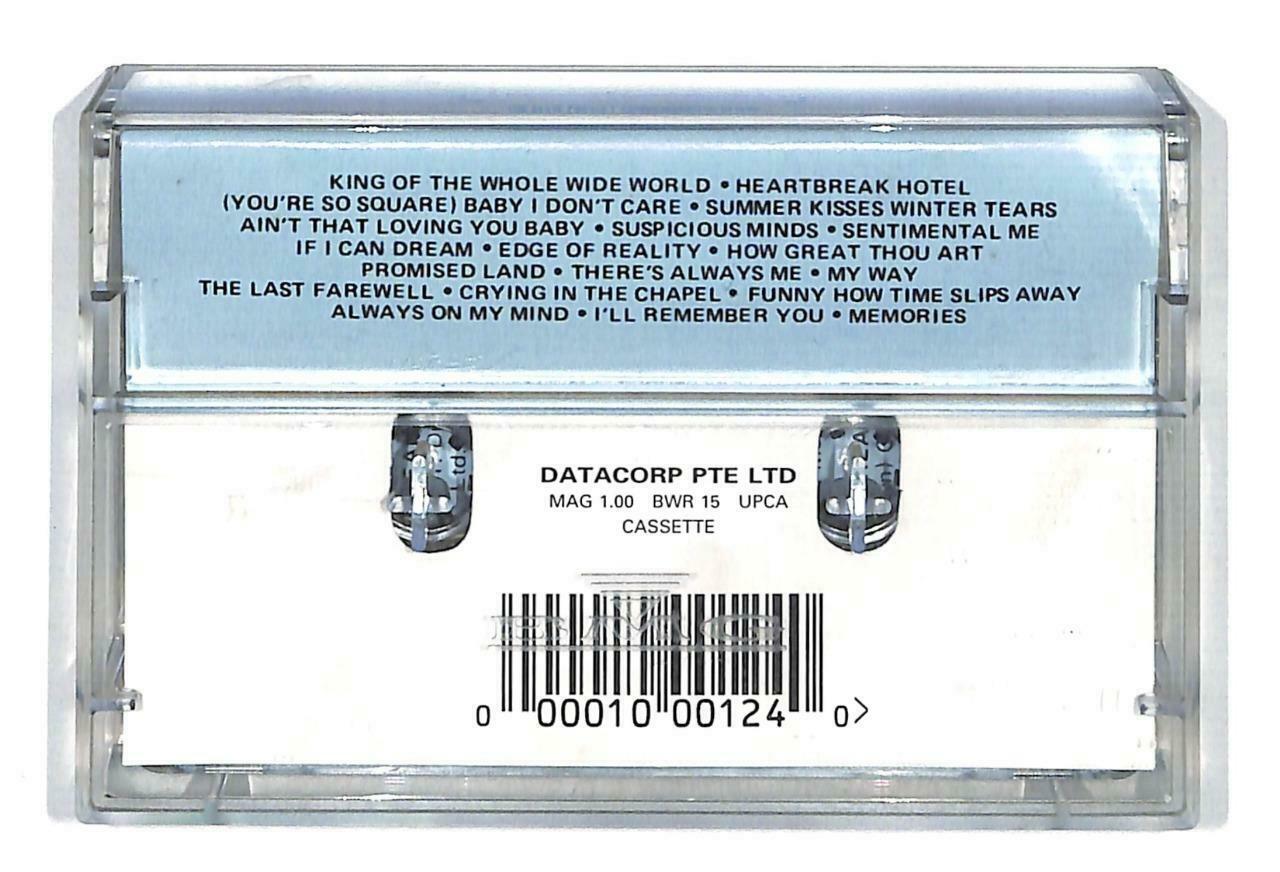 KING OF THE WHOLE WIDE WORLD • HEARTBREAK HOTEL
(YOU'RE SO SQUARE) BABY I DON'T CARE • SUMMER KISSES WINTER TEARS
AIN'T THAT LOVING YOU BABY • SUSPICIOUS MINDS • SENTIMENTAL ME
IF I CAN DREAM • EDGE OF REALITY • HOW GREAT THOU ART
PROMISED LAND • THERE'S ALWAYS ME • MY WAY
THE LAST FAREWELL • CRYING IN THE CHAPEL • FUNNY HOW TIME SLIPS AWAY
ALWAYS ON MY MIND • I'LL REMEMBER YOU • MEMORIES
DATACORP PTE LTD
MAG 1.00 BWR 15 UPCA
CASSETTE
BMG
0 00010 00124 0>